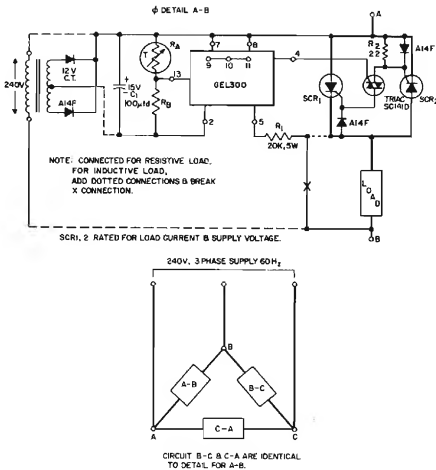 ϕ DETAIL A-B
A
240V
12 V
C.T.
A14F
15V
C1
100μfd
T
RA
RB
13
7
8
9
10
11
GEL300
2
5
4
R1
20K, 5W
R2
22
A14F
SCR1
TRIAC
SC141D
SCR2
A14F
X
LOAD
B
NOTE: CONNECTED FOR RESISTIVE LOAD.
FOR INDUCTIVE LOAD,
ADD DOTTED CONNECTIONS & BREAK
X CONNECTION.
SCR1, 2 RATED FOR LOAD CURRENT & SUPPLY VOLTAGE.
240V, 3 PHASE SUPPLY 60Hz
B
A-B
B-C
C-A
A
C
CIRCUIT B-C & C-A ARE IDENTICAL
TO DETAIL FOR A-B.